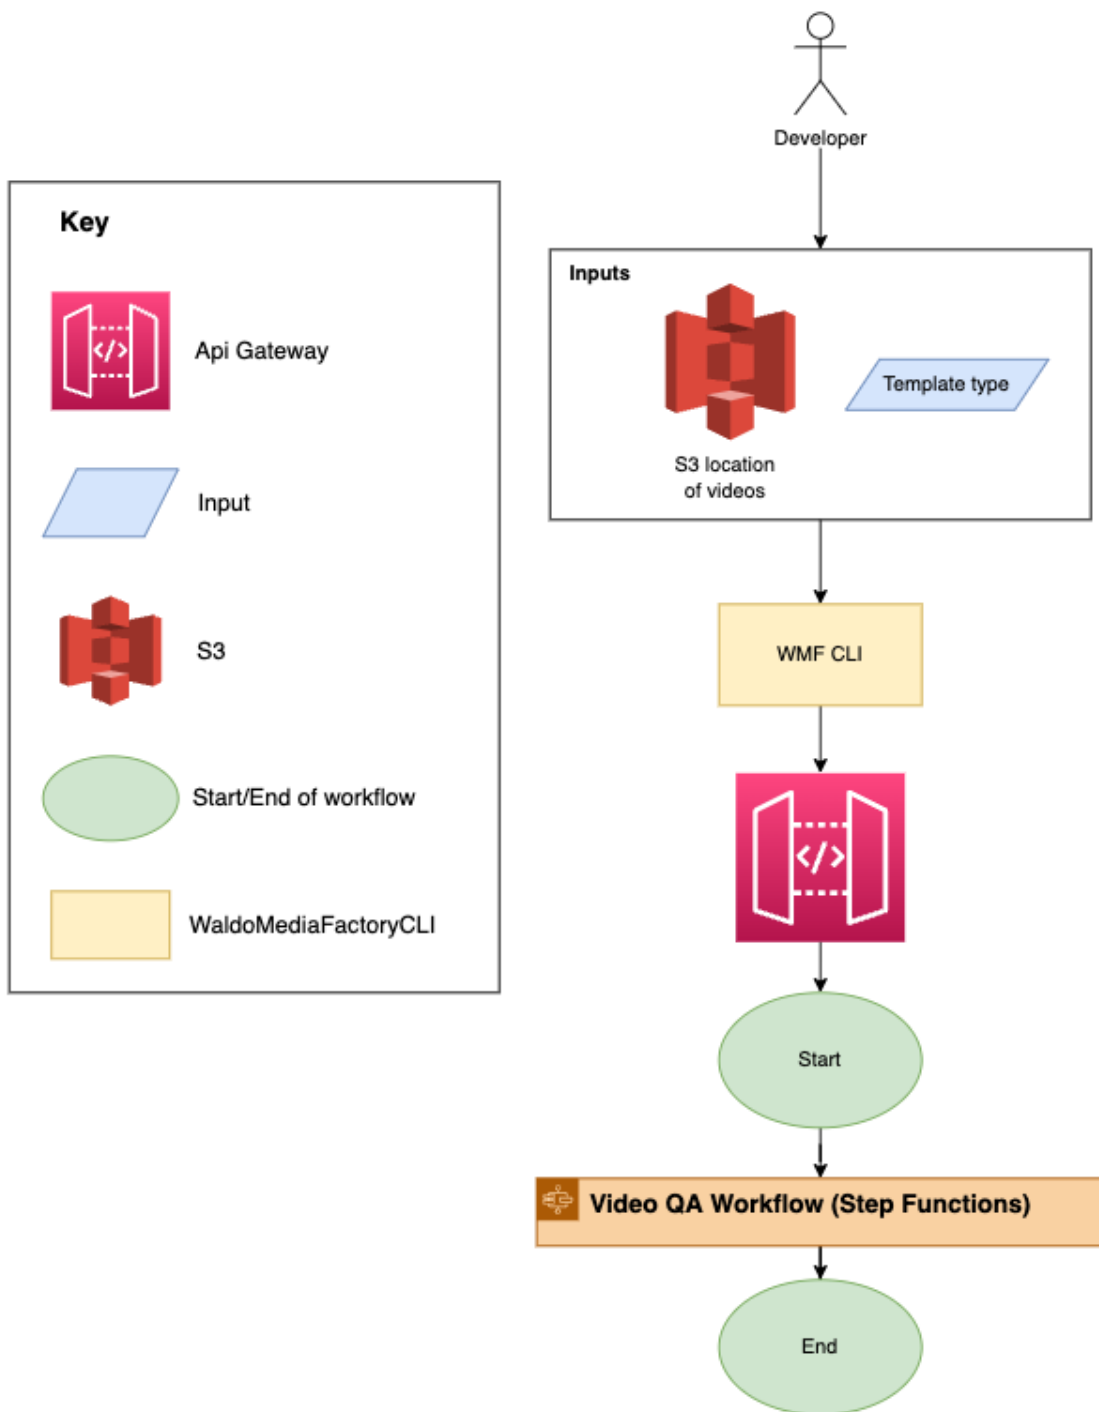 Developer
Key
Api Gateway
Input
S3
Start/End of workflow
WaldoMediaFactoryCLI
Inputs
S3 location
of videos
Template type
WMF CLI
</>
Start
Video QA Workflow (Step Functions)
End